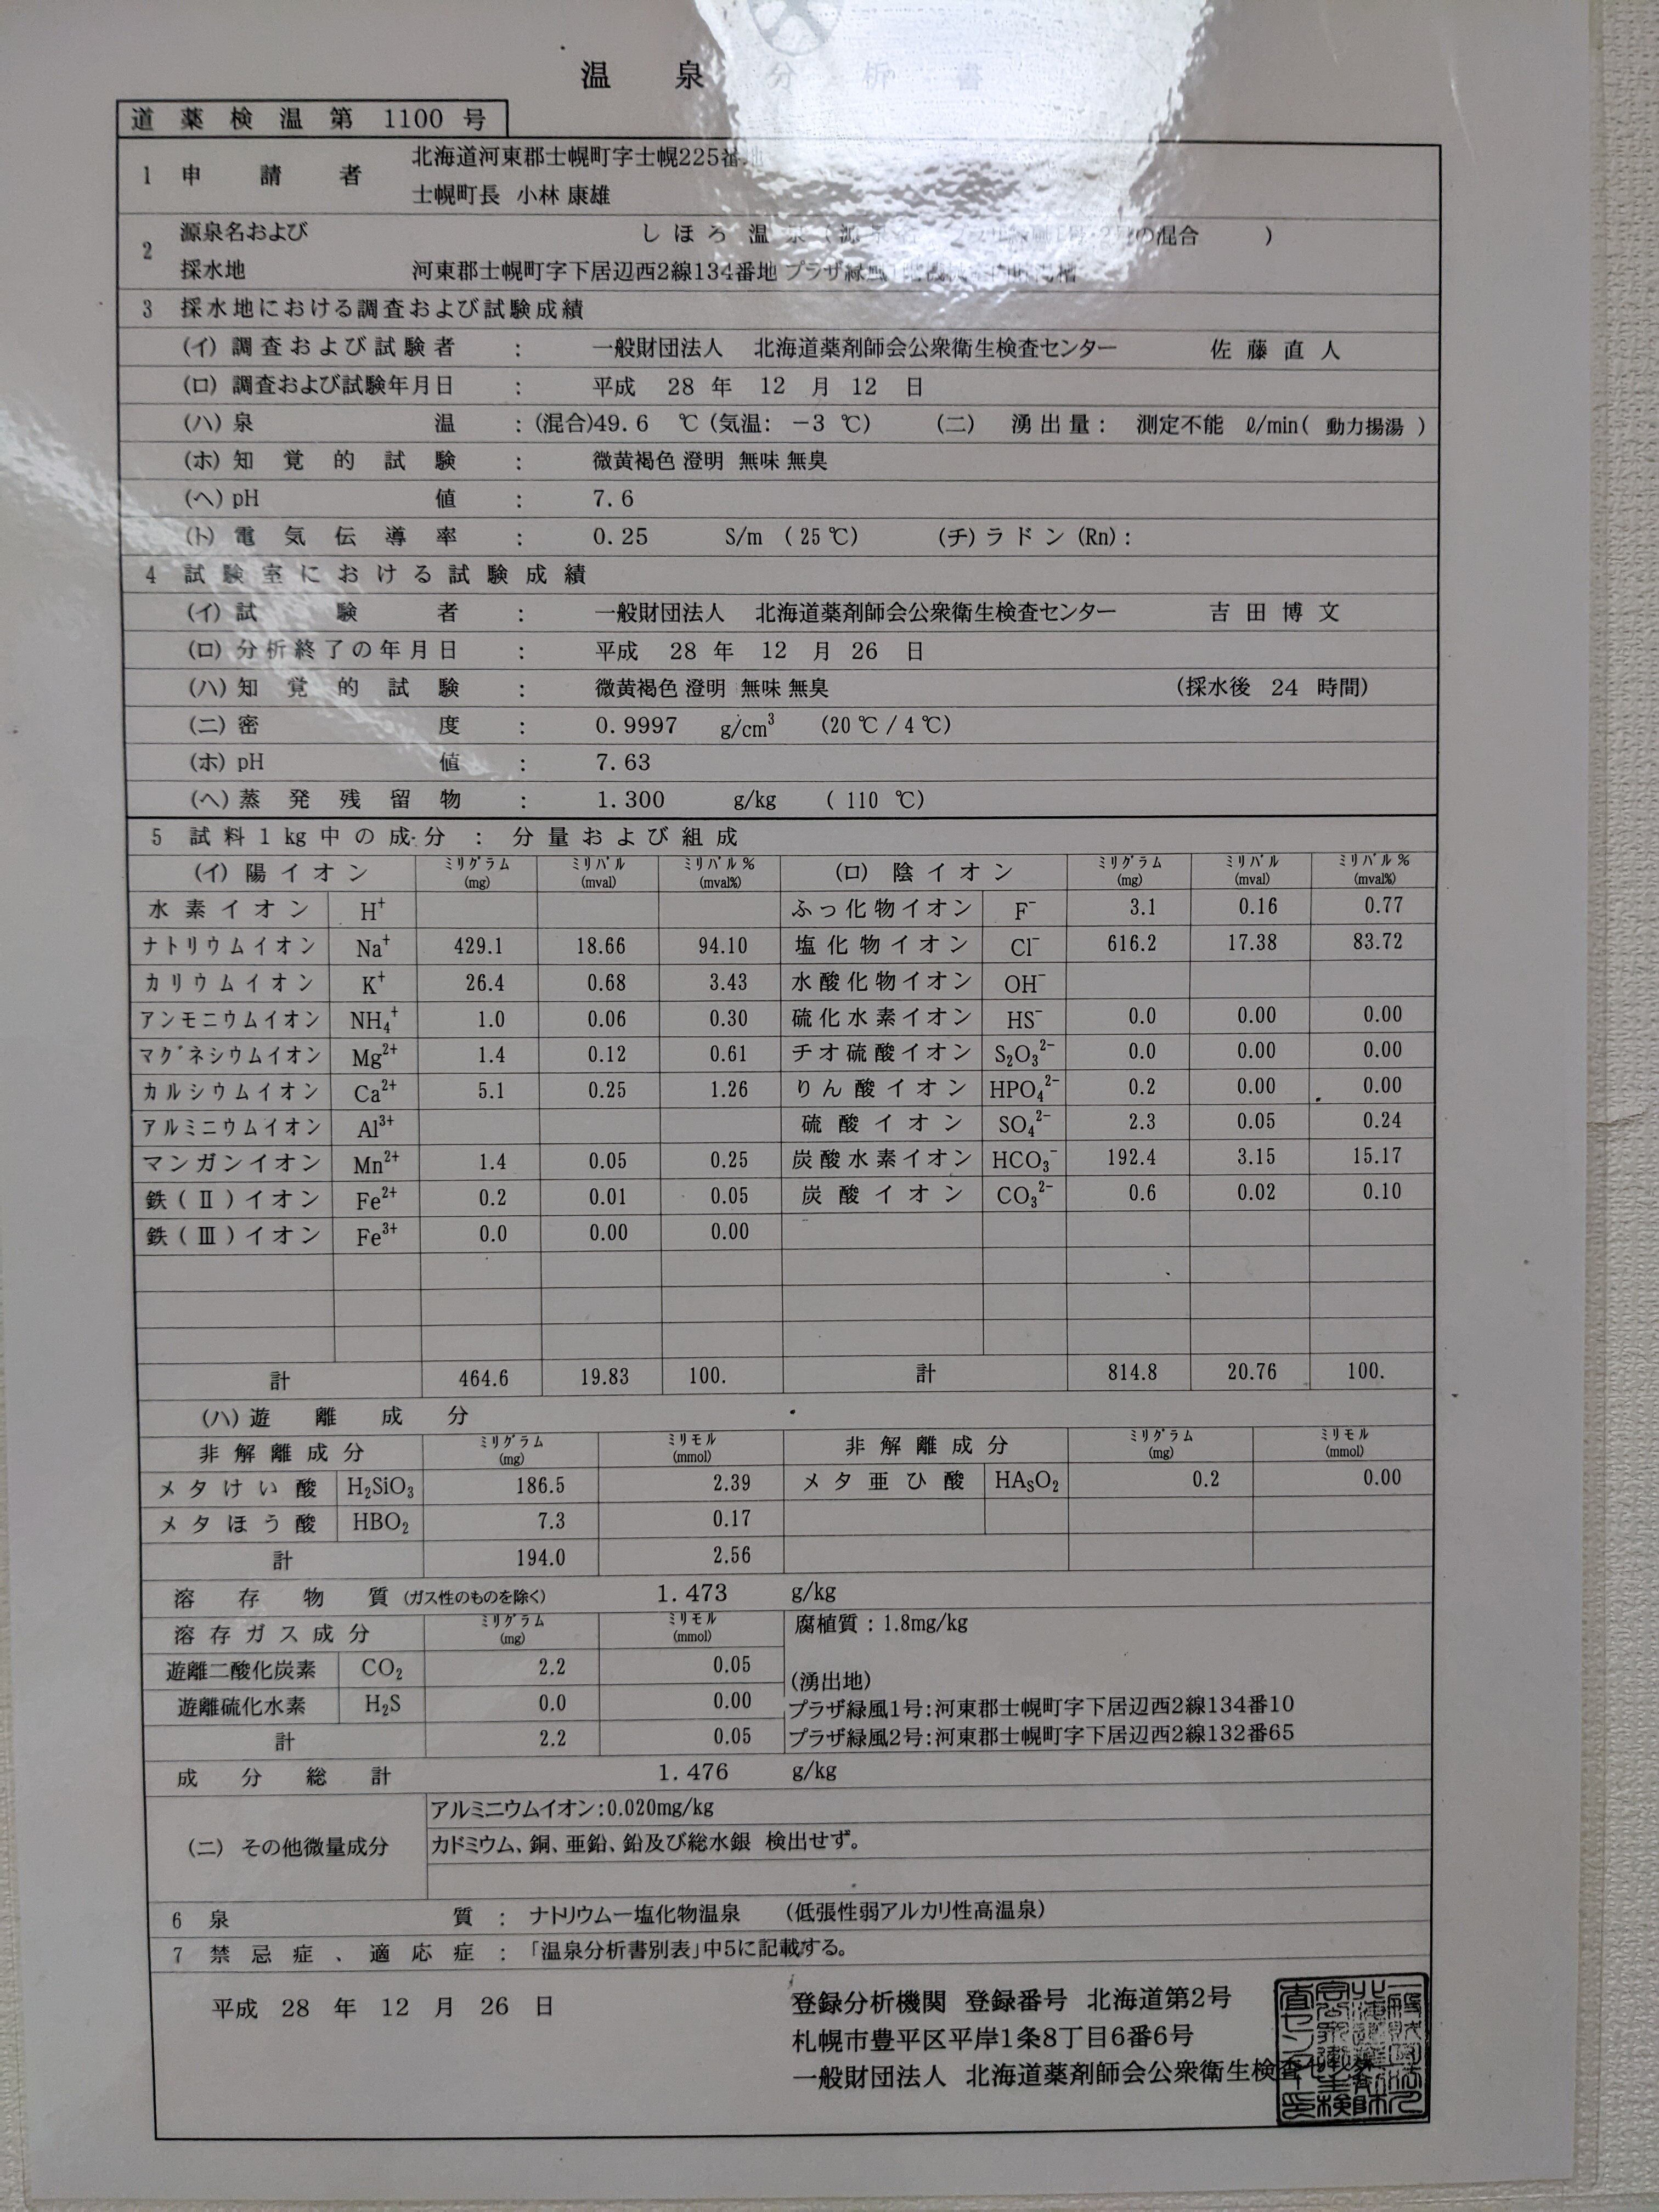 温泉分析書
道薬検温第 1100 号
1 申請者 北海道河東郡士幌町字士幌225番地
士幌町長 小林 康雄
2 源泉名および しほろ温泉(源 の混合 )
採水地 河東郡士幌町字下居辺西2線134番地 プラザ緑風
3 採水地における調査および試験成績
(イ) 調査および試験者 : 一般財団法人 北海道薬剤師会公衆衛生検査センター 佐藤直人
(ロ) 調査および試験年月日 : 平成 28 年 12 月 12 日
(ハ) 泉温 : (混合)49.6 ℃ (気温: −3 ℃) (ニ) 湧出量: 測定不能 ℓ/min( 動力揚湯 )
(ホ) 知覚的試験 : 微黄褐色 澄明 無味 無臭
(ヘ) pH値 : 7.6
(ト) 電気伝導率 : 0.25 S/m (25℃) (チ) ラドン (Rn):
4 試験室における試験成績
(イ) 試験者 : 一般財団法人 北海道薬剤師会公衆衛生検査センター 吉田博文
(ロ) 分析終了の年月日 : 平成 28 年 12 月 26 日
(ハ) 知覚的試験 : 微黄褐色 澄明 無味 無臭 (採水後 24 時間)
(ニ) 密度 : 0.9997 g/cm³ (20℃/4℃)
(ホ) pH値 : 7.63
(ヘ) 蒸発残留物 : 1.300 g/kg ( 110 ℃)
5 試料1kg中の成分 : 分量および組成
(イ) 陽イオン ミリグラム(mg) ミリバル(mval) ミリバル%(mval%) (ロ) 陰イオン ミリグラム(mg) ミリバル(mval) ミリバル%(mval%)
水素イオン H⁺ ふっ化物イオン F⁻ 3.1 0.16 0.77
ナトリウムイオン Na⁺ 429.1 18.66 94.10 塩化物イオン Cl⁻ 616.2 17.38 83.72
カリウムイオン K⁺ 26.4 0.68 3.43 水酸化物イオン OH⁻
アンモニウムイオン NH₄⁺ 1.0 0.06 0.30 硫化水素イオン HS⁻ 0.0 0.00 0.00
マグネシウムイオン Mg²⁺ 1.4 0.12 0.61 チオ硫酸イオン S₂O₃²⁻ 0.0 0.00 0.00
カルシウムイオン Ca²⁺ 5.1 0.25 1.26 りん酸イオン HPO₄²⁻ 0.2 0.00 0.00
アルミニウムイオン Al³⁺ 硫酸イオン SO₄²⁻ 2.3 0.05 0.24
マンガンイオン Mn²⁺ 1.4 0.05 0.25 炭酸水素イオン HCO₃⁻ 192.4 3.15 15.17
鉄(Ⅱ)イオン Fe²⁺ 0.2 0.01 0.05 炭酸イオン CO₃²⁻ 0.6 0.02 0.10
鉄(Ⅲ)イオン Fe³⁺ 0.0 0.00 0.00
計 464.6 19.83 100. 計 814.8 20.76 100.
(ハ) 遊離成分
非解離成分 ミリグラム(mg) ミリモル(mmol) 非解離成分 ミリグラム(mg) ミリモル(mmol)
メタけい酸 H₂SiO₃ 186.5 2.39 メタ亜ひ酸 HAsO₂ 0.2 0.00
メタほう酸 HBO₂ 7.3 0.17
計 194.0 2.56
溶存物質(ガス性のものを除く) 1.473 g/kg
溶存ガス成分 ミリグラム(mg) ミリモル(mmol) 腐植質:1.8mg/kg
遊離二酸化炭素 CO₂ 2.2 0.05 (湧出地)
遊離硫化水素 H₂S 0.0 0.00 プラザ緑風1号:河東郡士幌町字下居辺西2線134番10
計 2.2 0.05 プラザ緑風2号:河東郡士幌町字下居辺西2線132番65
成分総計 1.476 g/kg
(ニ) その他微量成分 アルミニウムイオン:0.020mg/kg
カドミウム、銅、亜鉛、鉛及び総水銀 検出せず。
6 泉質 : ナトリウム−塩化物温泉 (低張性弱アルカリ性高温泉)
7 禁忌症、適応症 : 「温泉分析書別表」中5に記載する。
平成 28 年 12 月 26 日 登録分析機関 登録番号 北海道第2号
札幌市豊平区平岸1条8丁目6番6号
一般財団法人 北海道薬剤師会公衆衛生検査センター